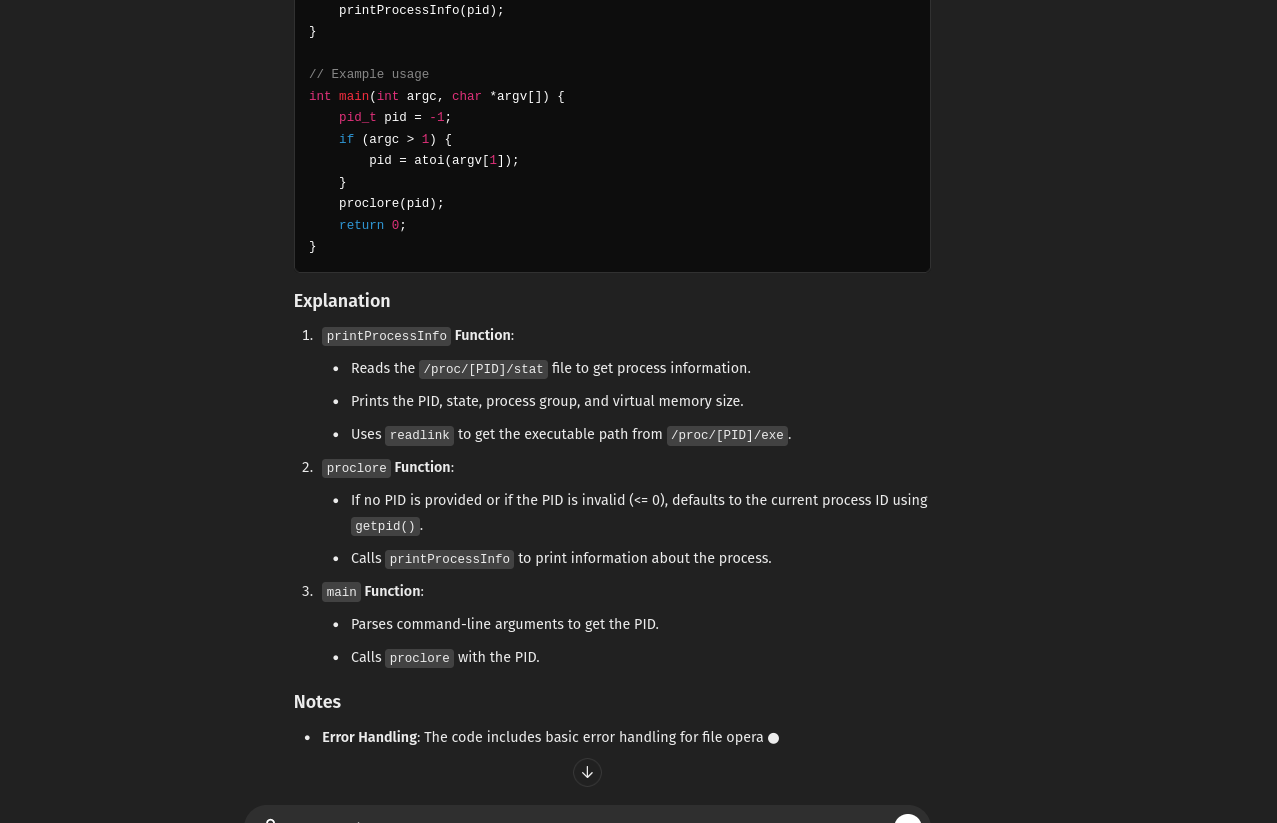 printProcessInfo(pid);
}
// Example usage
int main(int argc, char *argv[]) {
pid_t pid = -1;
if (argc > 1) {
pid = atoi(argv[1]);
}
proclore(pid);
return 0;
}
Explanation
1. printProcessInfo Function:
• Reads the /proc/[PID]/stat file to get process information.
• Prints the PID, state, process group, and virtual memory size.
• Uses readlink to get the executable path from /proc/[PID]/exe.
2. proclore Function:
• If no PID is provided or if the PID is invalid (<= 0), defaults to the current process ID using
getpid().
• Calls printProcessInfo to print information about the process.
3. main Function:
• Parses command-line arguments to get the PID.
• Calls proclore with the PID.
Notes
• Error Handling: The code includes basic error handling for file opera